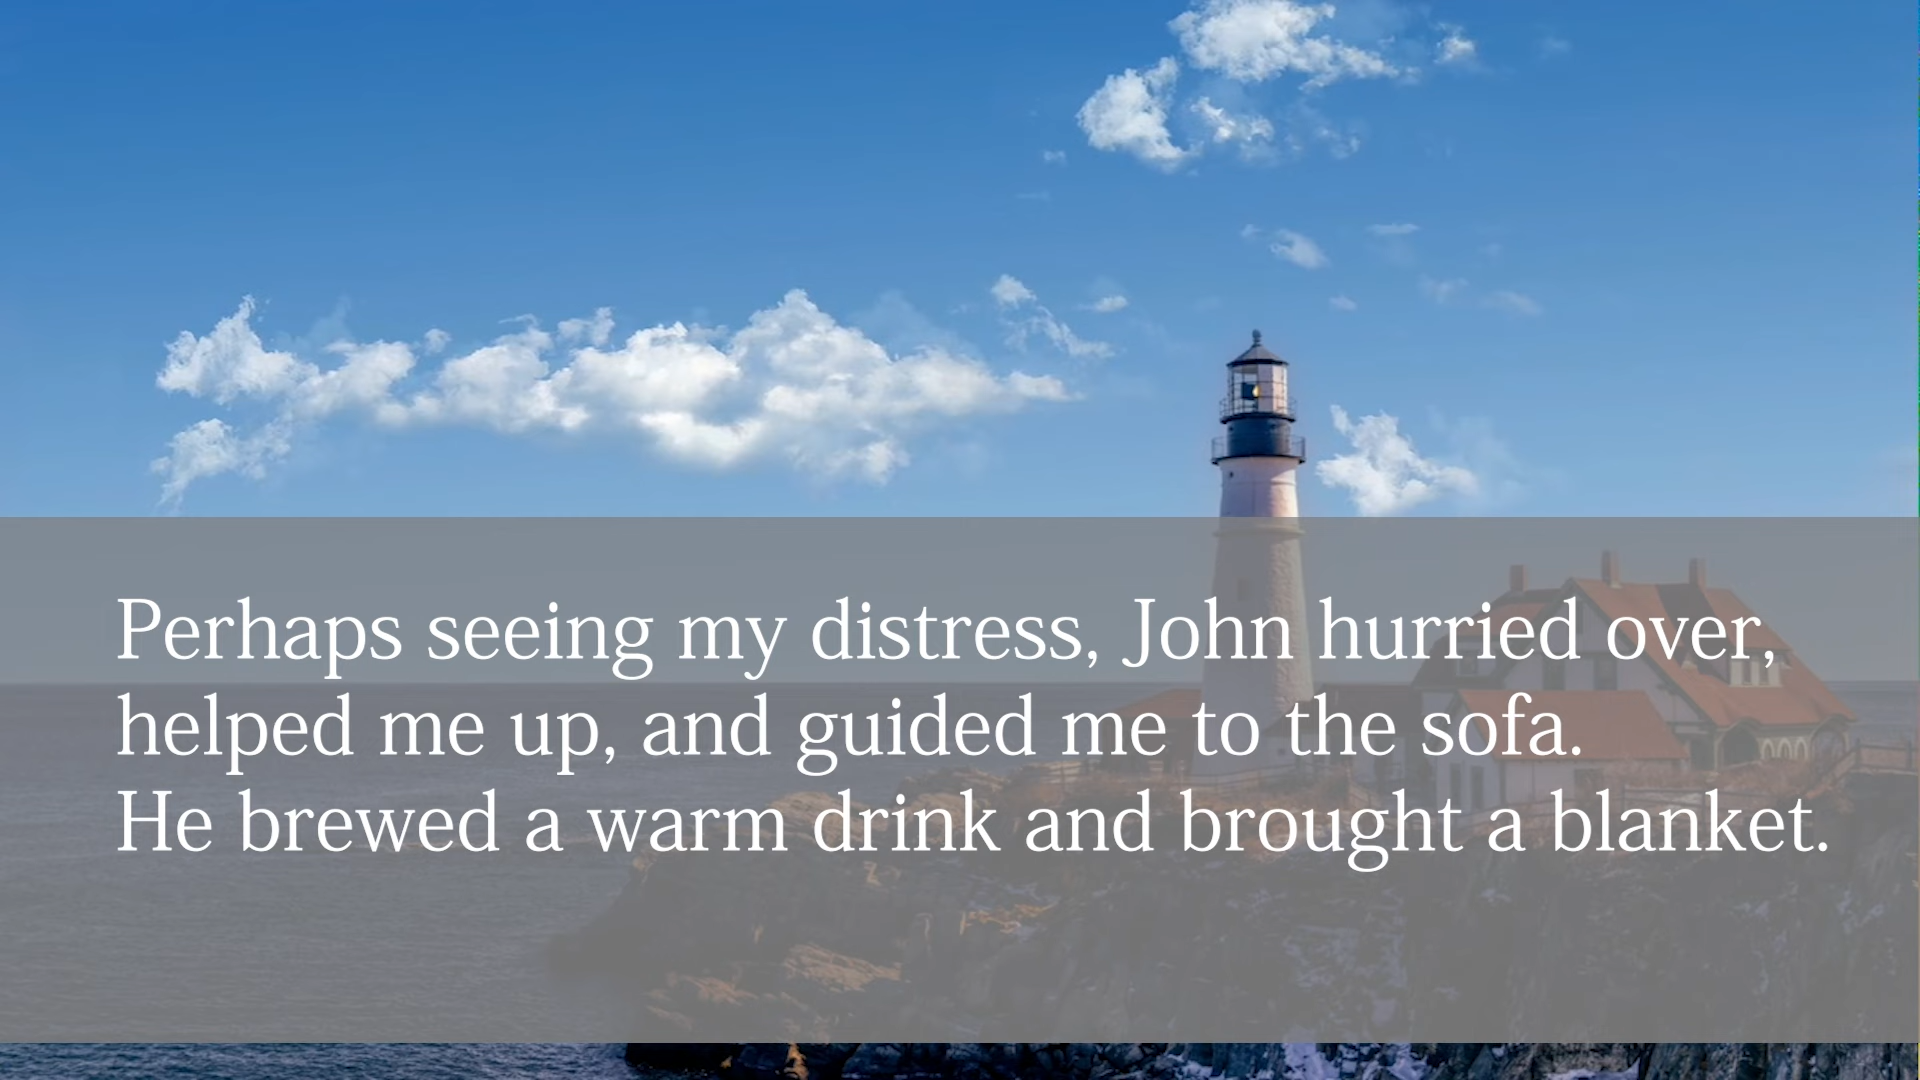 Perhaps seeing my distress, John hurried over,
helped me up, and guided me to the sofa.
He brewed a warm drink and brought a blanket.